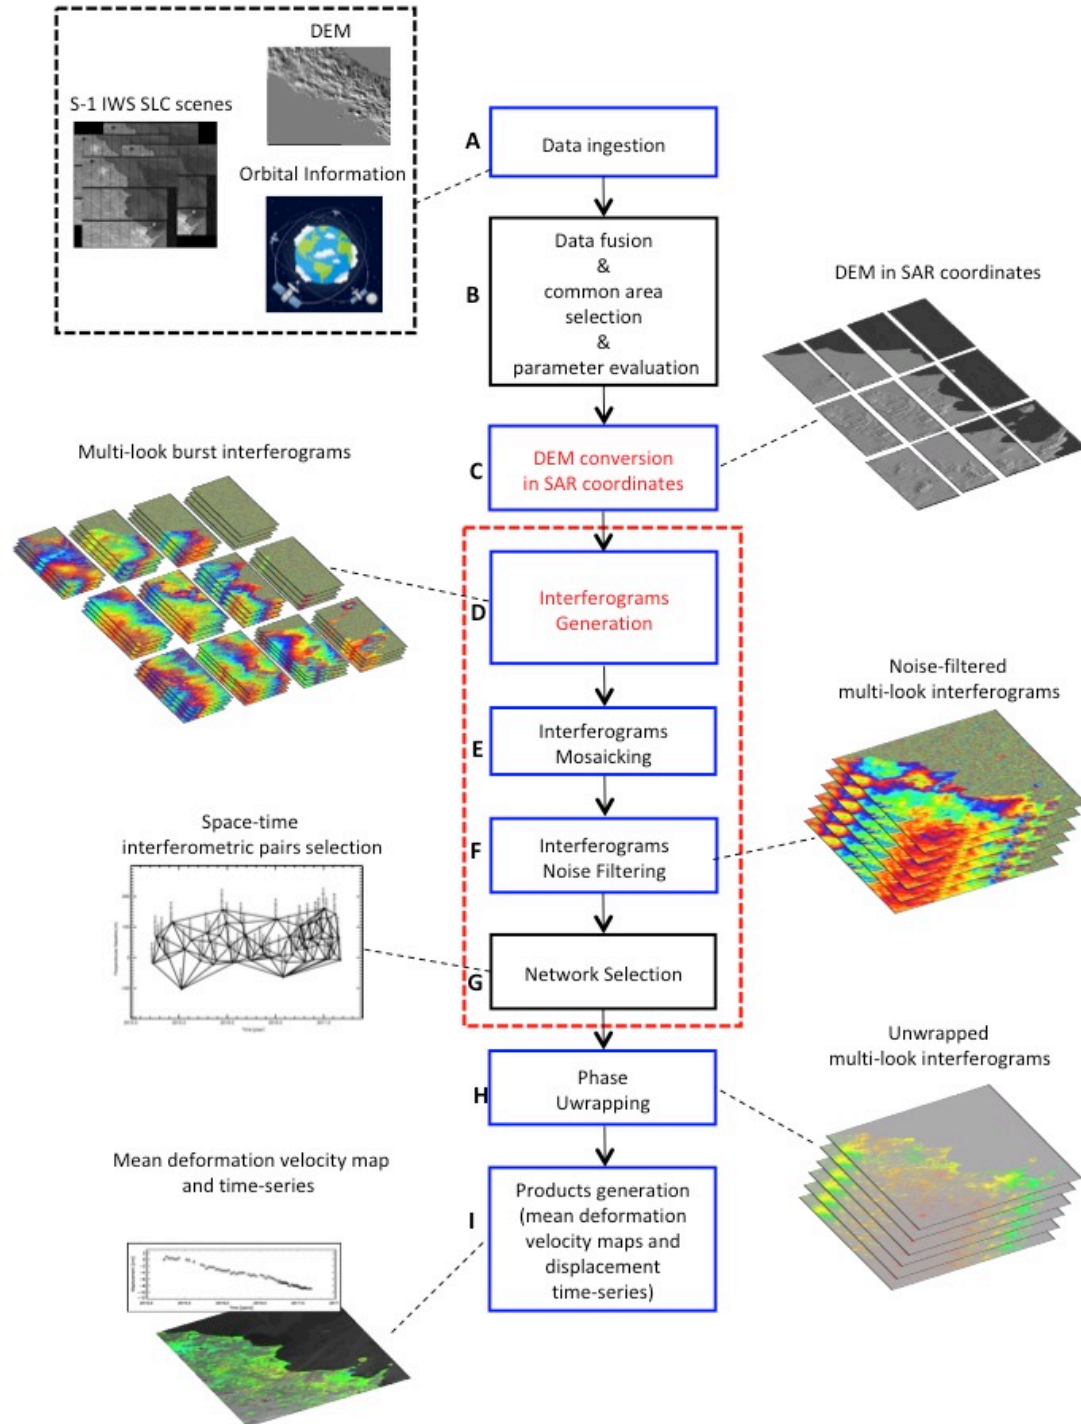 DEM
S-1 IWS SLC scenes
Orbital Information
A
Data ingestion
B
Data fusion
&
common area
selection
&
parameter evaluation
DEM in SAR coordinates
C
DEM conversion
in SAR coordinates
Multi-look burst interferograms
D
Interferograms
Generation
E
Interferograms
Mosaicking
Noise-filtered
multi-look interferograms
F
Interferograms
Noise Filtering
Space-time
interferometric pairs selection
G
Network Selection
H
Phase
Uwrapping
Unwrapped
multi-look interferograms
Mean deformation velocity map
and time-series
I
Products generation
(mean deformation
velocity maps and
displacement
time-series)